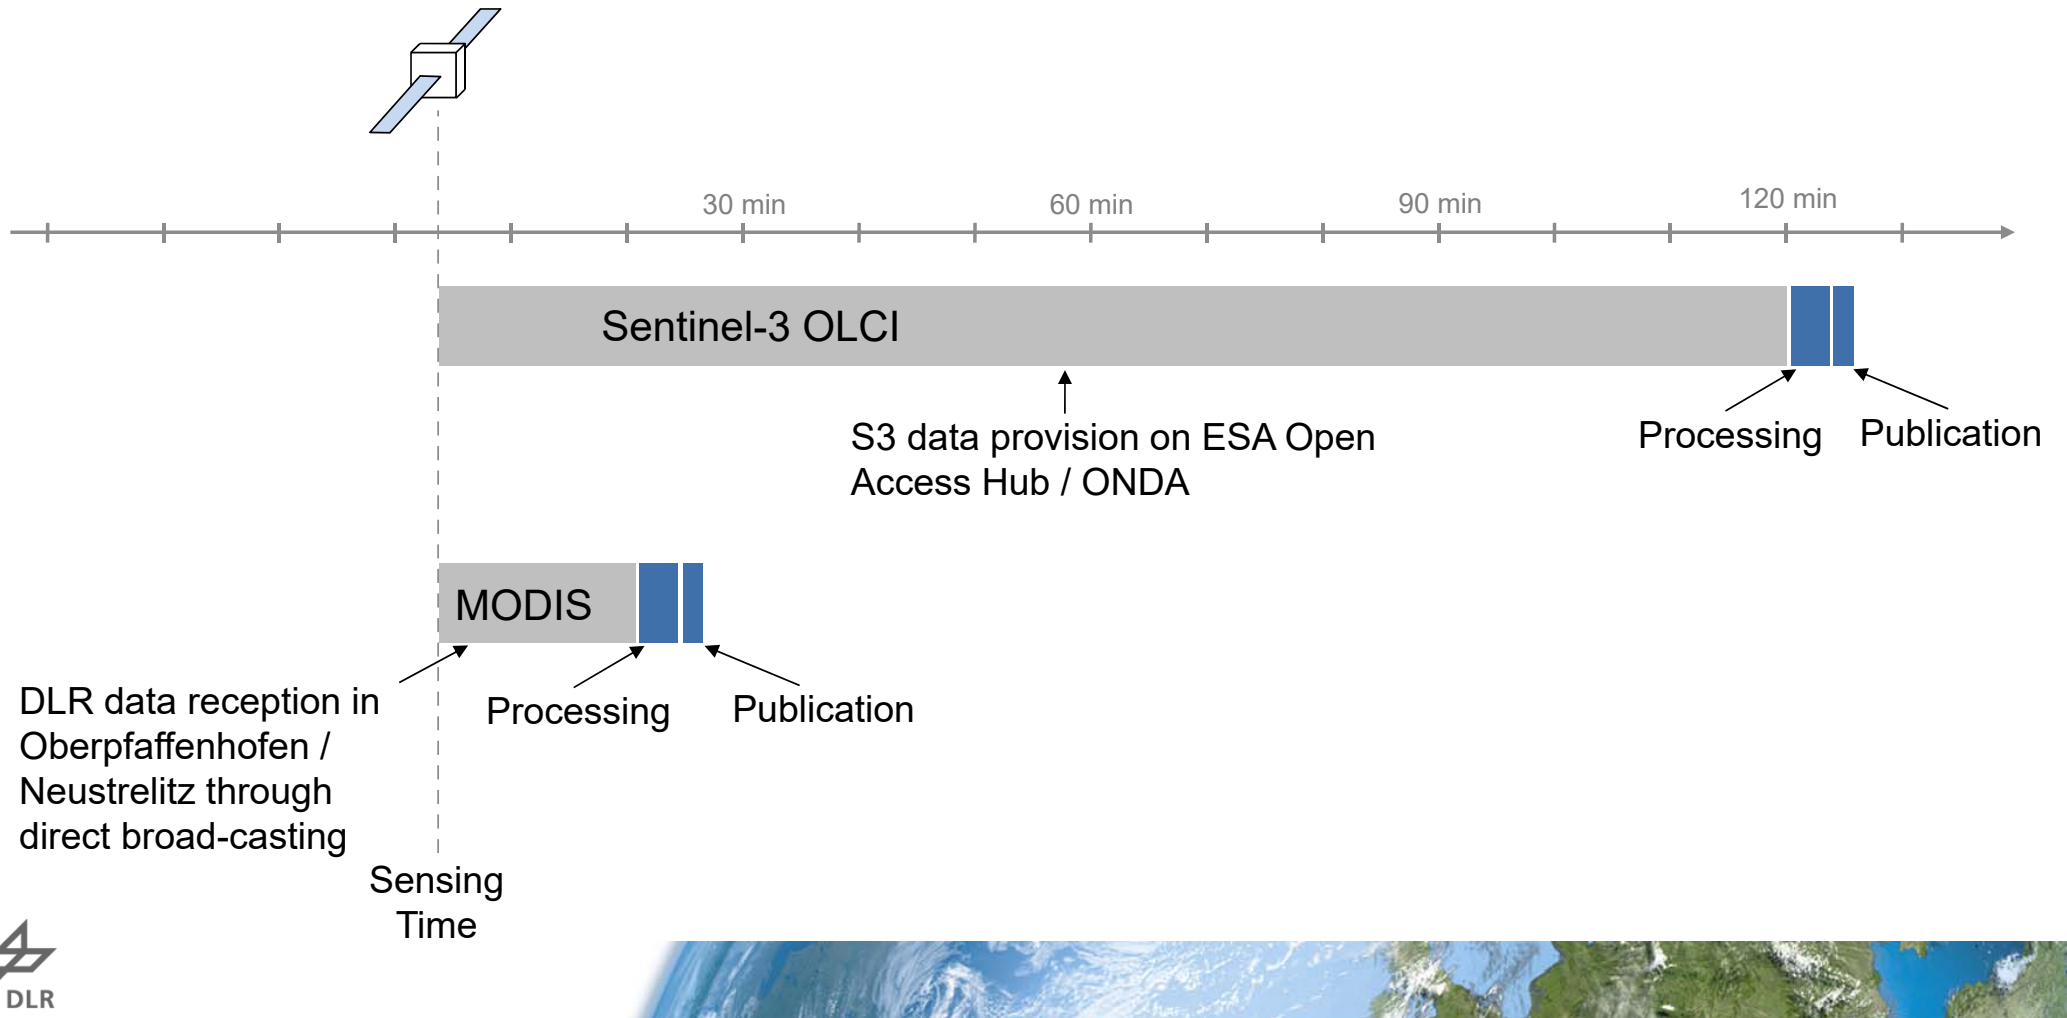 30 min
60 min
90 min
120 min
Sentinel-3 OLCI
S3 data provision on ESA Open
Access Hub / ONDA
Processing
Publication
MODIS
DLR data reception in
Oberpfaffenhofen /
Neustrelitz through
direct broad-casting
Processing
Publication
Sensing
Time
DLR